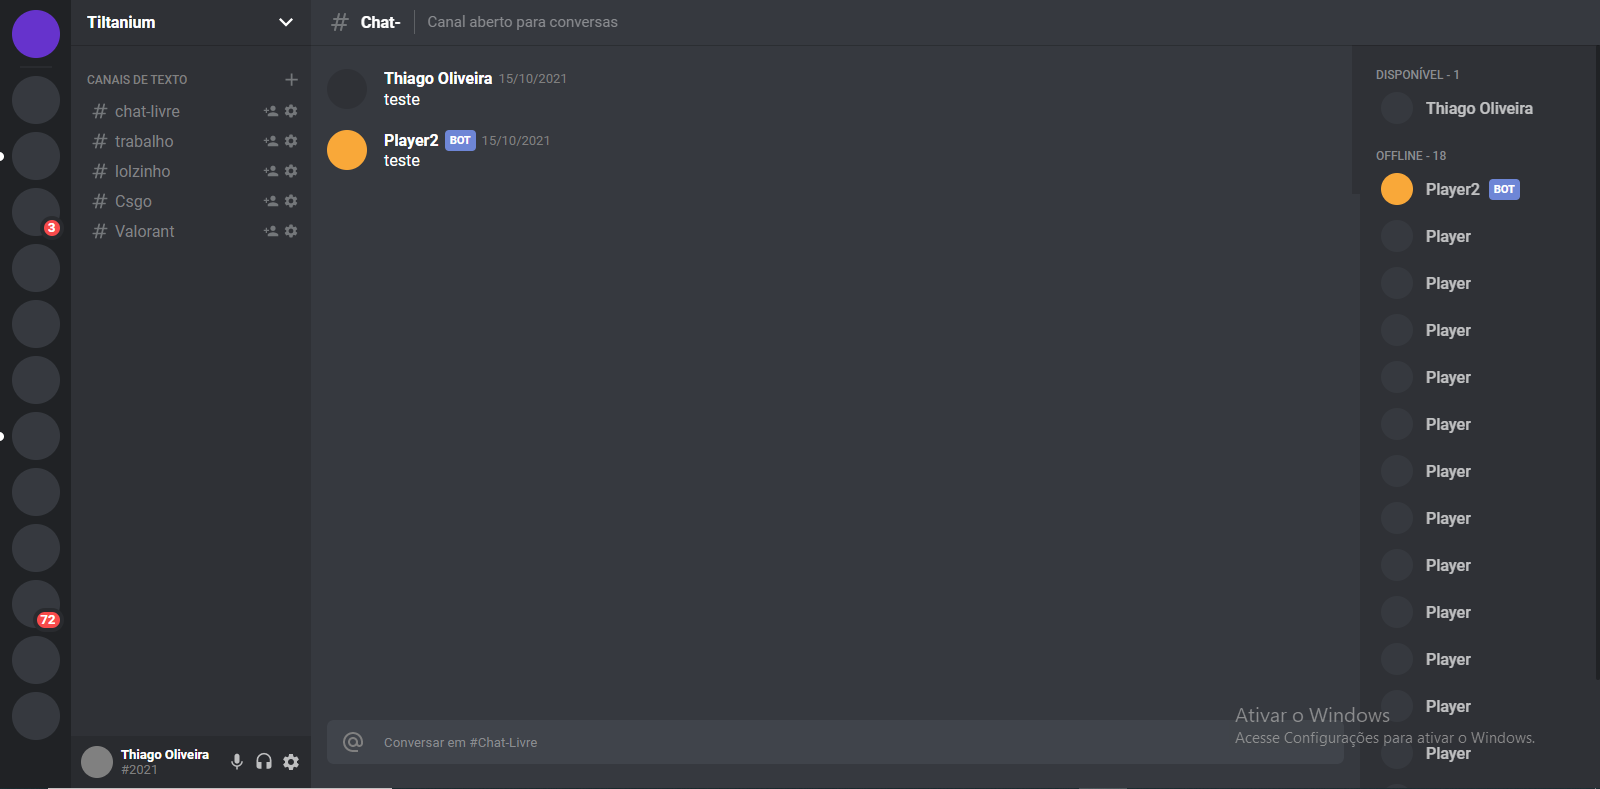 Tiltanium
CANAIS DE TEXTO
chat-livre
trabalho
lolzinho
Csgo
Valorant
Thiago Oliveira
#2021
3
72
Chat-
Canal aberto para conversas
Thiago Oliveira 15/10/2021
teste
Player2 BOT 15/10/2021
teste
Conversar em #Chat-Livre
DISPONÍVEL - 1
Thiago Oliveira
OFFLINE - 18
Player2 BOT
Player
Player
Player
Player
Player
Player
Player
Player
Player
Player
Player
Player
Ativar o Windows
Acesse Configurações para ativar o Windows.